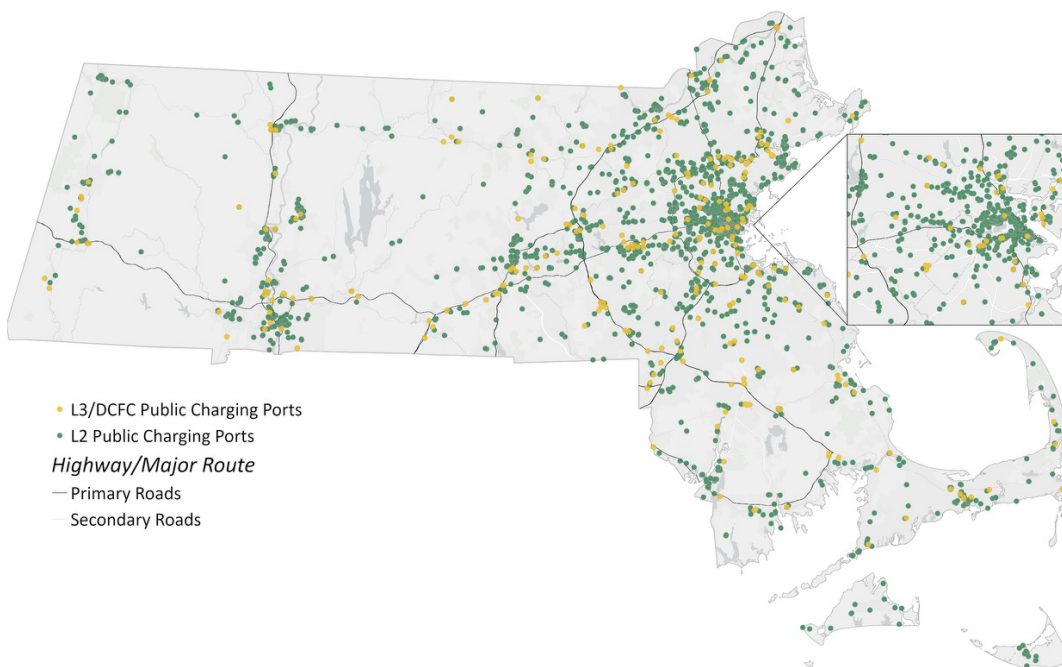 L3/DCFC Public Charging Ports
L2 Public Charging Ports
Highway/Major Route
Primary Roads
Secondary Roads